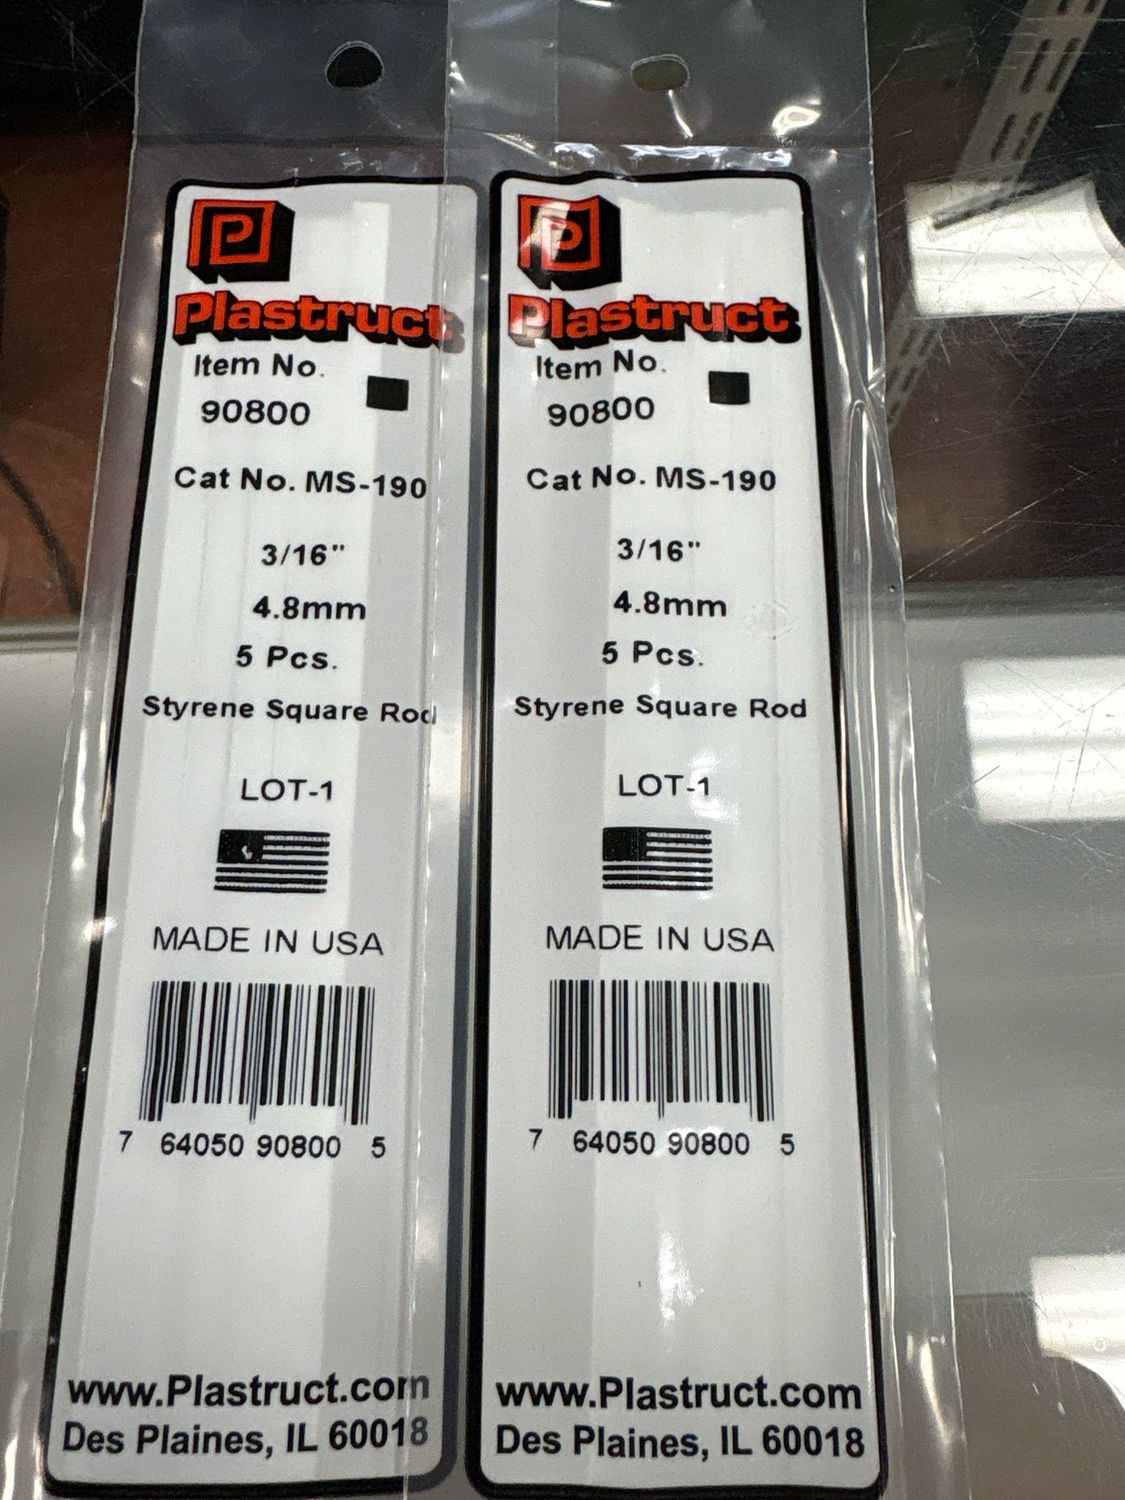 P
Plastruct
Item No.
90800
Cat No. MS-190
3/16"
4.8mm
5 Pcs.
Styrene Square Rod
LOT-1
MADE IN USA
7 64050 90800 5
www.Plastruct.com
Des Plaines, IL 60018
P
Plastruct
Item No.
90800
Cat No. MS-190
3/16"
4.8mm
5 Pcs.
Styrene Square Rod
LOT-1
MADE IN USA
7 64050 90800 5
www.Plastruct.com
Des Plaines, IL 60018